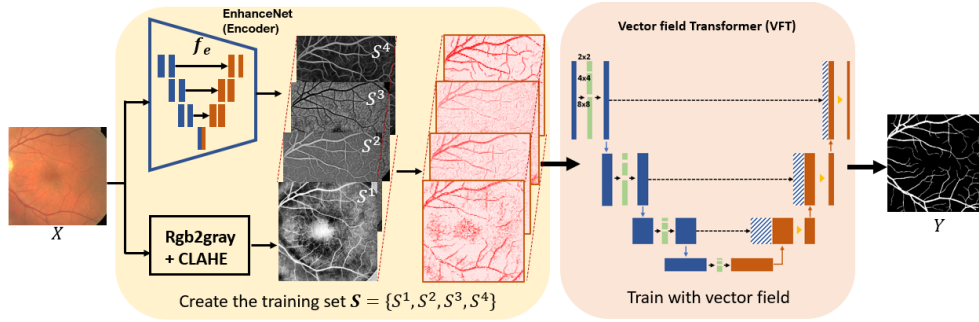 EnhanceNet
(Encoder)
f_e
S^4
S^3
S^2
S^1
X
Rgb2gray
+ CLAHE
Create the training set S = {S^1, S^2, S^3, S^4}
Vector field Transformer (VFT)
2x2
4x4
8x8
Train with vector field
Y